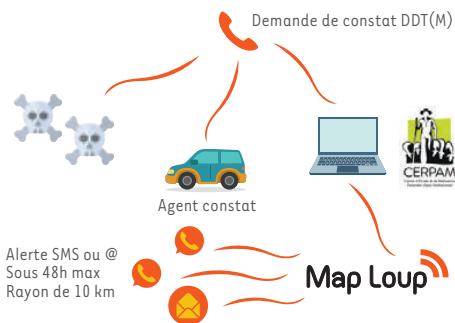 Demande de constat DDT(M)
CERPAM
Agent constat
Alerte SMS ou @
Sous 48h max
Rayon de 10 km
Map Loup